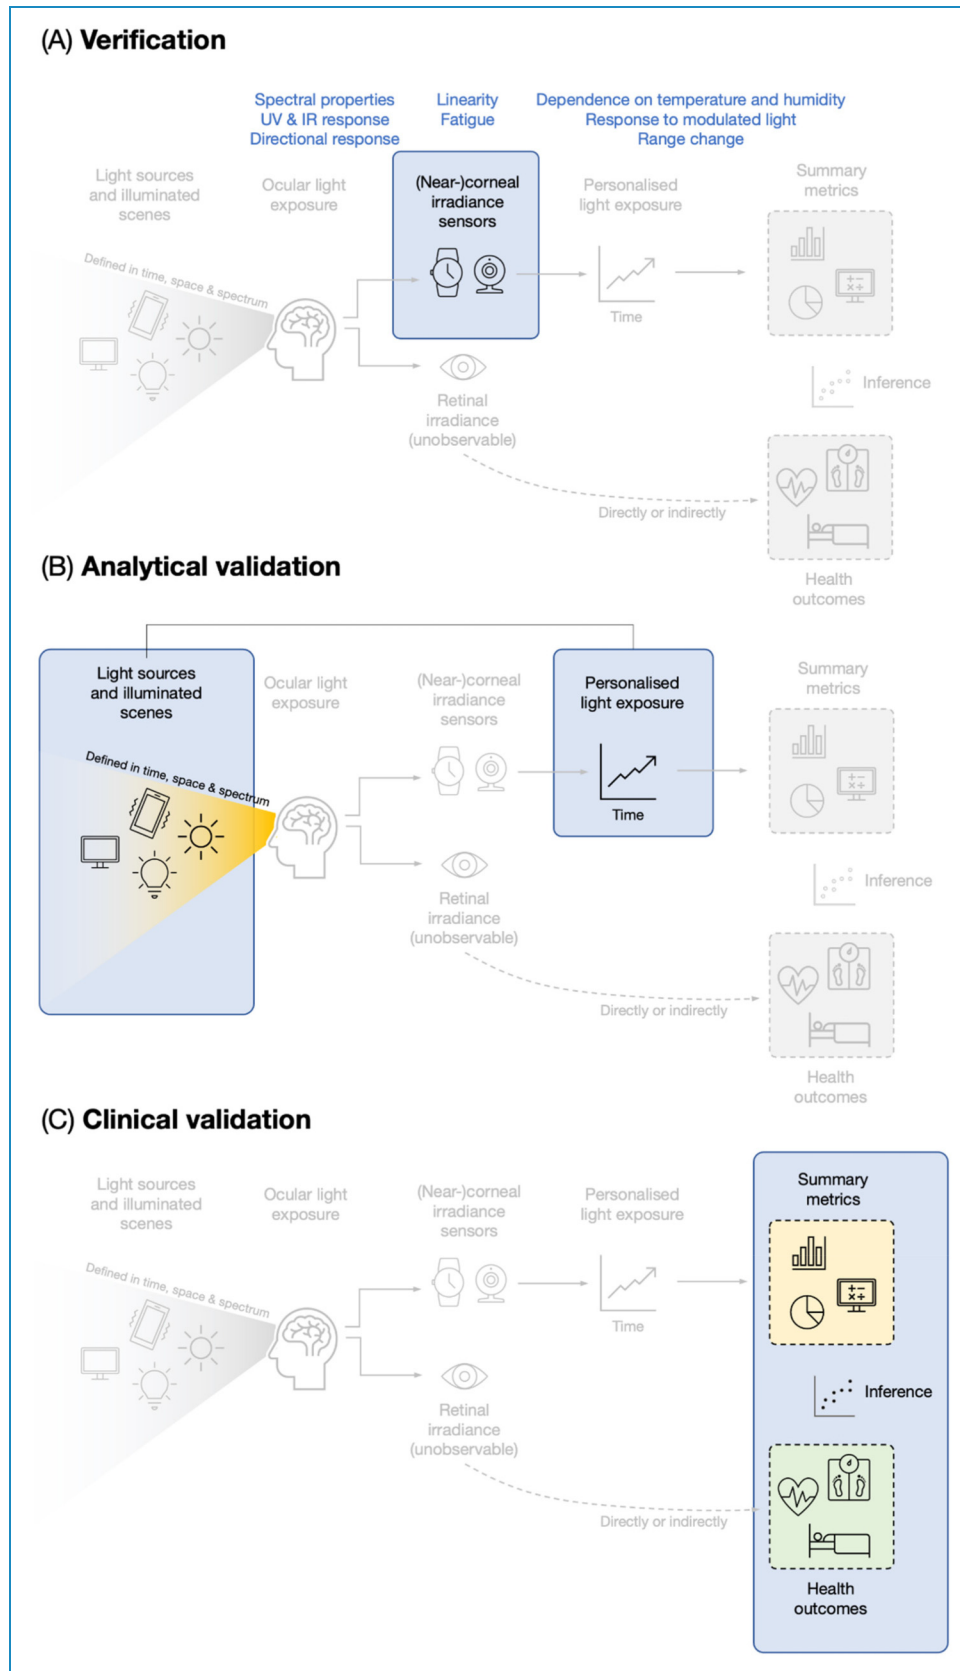 (A) Verification
Spectral properties
UV & IR response
Directional response
Linearity
Fatigue
Dependence on temperature and humidity
Response to modulated light
Range change
Light sources
and illuminated
scenes
Ocular light
exposure
(Near-)corneal
irradiance
sensors
Personalised
light exposure
Summary
metrics
Defined in time, space & spectrum
Time
Inference
Retinal
irradiance
(unobservable)
Directly or indirectly
Health
outcomes
(B) Analytical validation
Light sources
and illuminated
scenes
Ocular light
exposure
(Near-)corneal
irradiance
sensors
Personalised
light exposure
Summary
metrics
Defined in time, space & spectrum
Time
Inference
Retinal
irradiance
(unobservable)
Directly or indirectly
Health
outcomes
(C) Clinical validation
Light sources
and illuminated
scenes
Ocular light
exposure
(Near-)corneal
irradiance
sensors
Personalised
light exposure
Summary
metrics
Defined in time, space & spectrum
Time
Inference
Retinal
irradiance
(unobservable)
Directly or indirectly
Health
outcomes